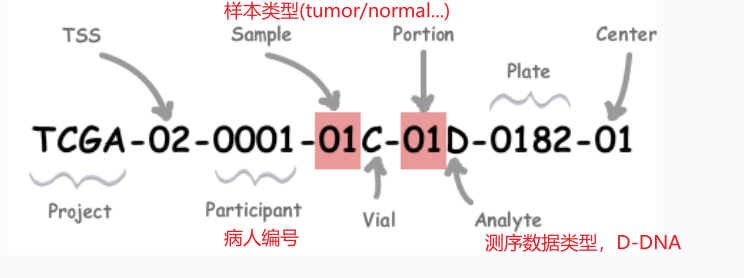 样本类型(tumor/normal...)
TSS
Sample
Portion
Center
Plate
TCGA-02-0001-01C-01D-0182-01
Project
Participant
Vial
Analyte
病人编号
测序数据类型，D-DNA